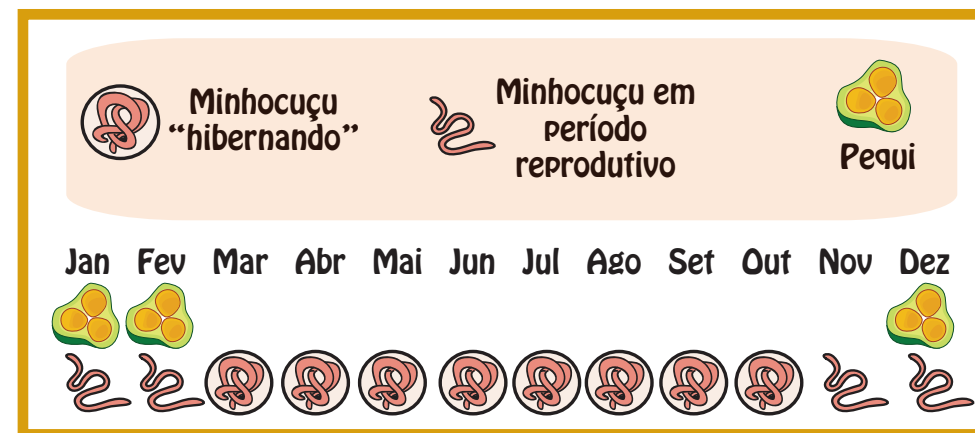 Minhocuçu
“hibernando”
Minhocuçu em
período
reprodutivo
Pequi
Jan Fev Mar Abr Mai Jun Jul Ago Set Out Nov Dez